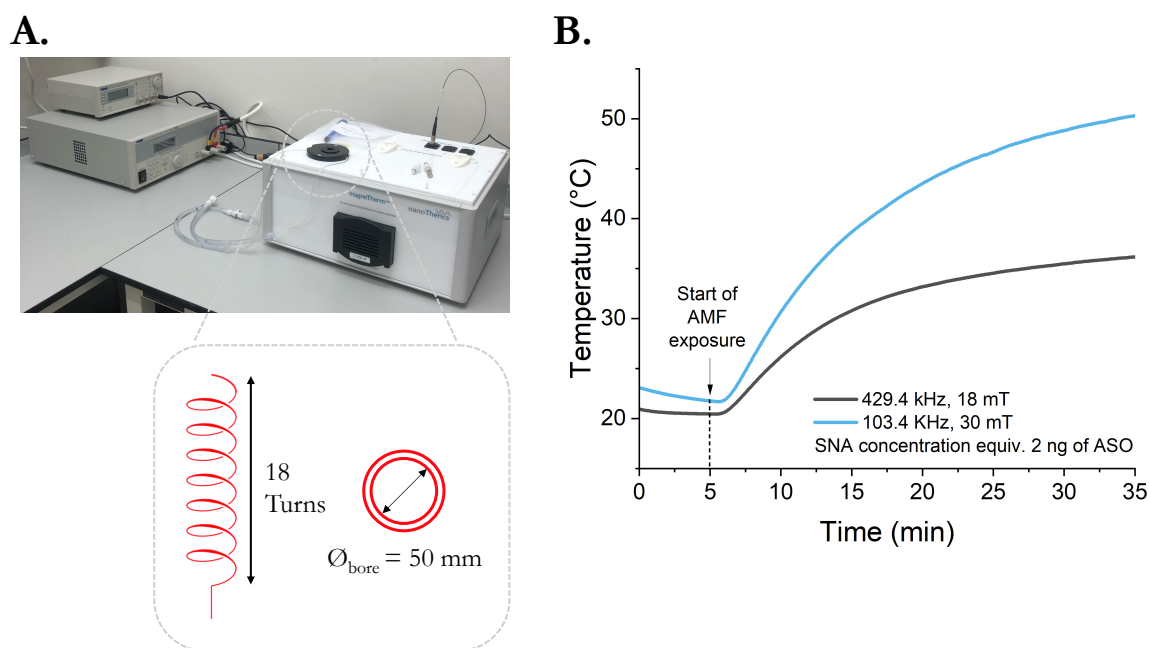 A.
magneTherm
nanoTherics
18
Turns
Øbore = 50 mm
B.
Temperature (°C)
50
40
30
20
Start of
AMF
exposure
429.4 kHz, 18 mT
103.4 KHz, 30 mT
SNA concentration equiv. 2 ng of ASO
0 5 10 15 20 25 30 35
Time (min)